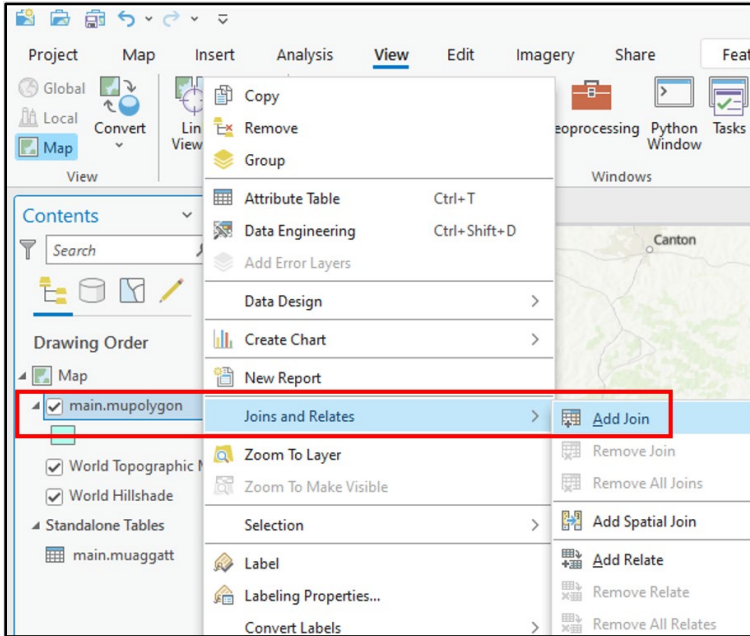 Project Map Insert Analysis View Edit Imagery Share Feat
Global
Local
Map
Convert
Lin
View
eoprocessing
Python
Window
Tasks
View
Windows
Contents
Search
Drawing Order
Map
main.mupolygon
World Topographic M
World Hillshade
Standalone Tables
main.muaggatt
Copy
Remove
Group
Attribute Table Ctrl+T
Data Engineering Ctrl+Shift+D
Add Error Layers
Data Design
Create Chart
New Report
Joins and Relates
Zoom To Layer
Zoom To Make Visible
Selection
Label
Labeling Properties...
Convert Labels
Add Join
Remove Join
Remove All Joins
Add Spatial Join
Add Relate
Remove Relate
Remove All Relates
Canton